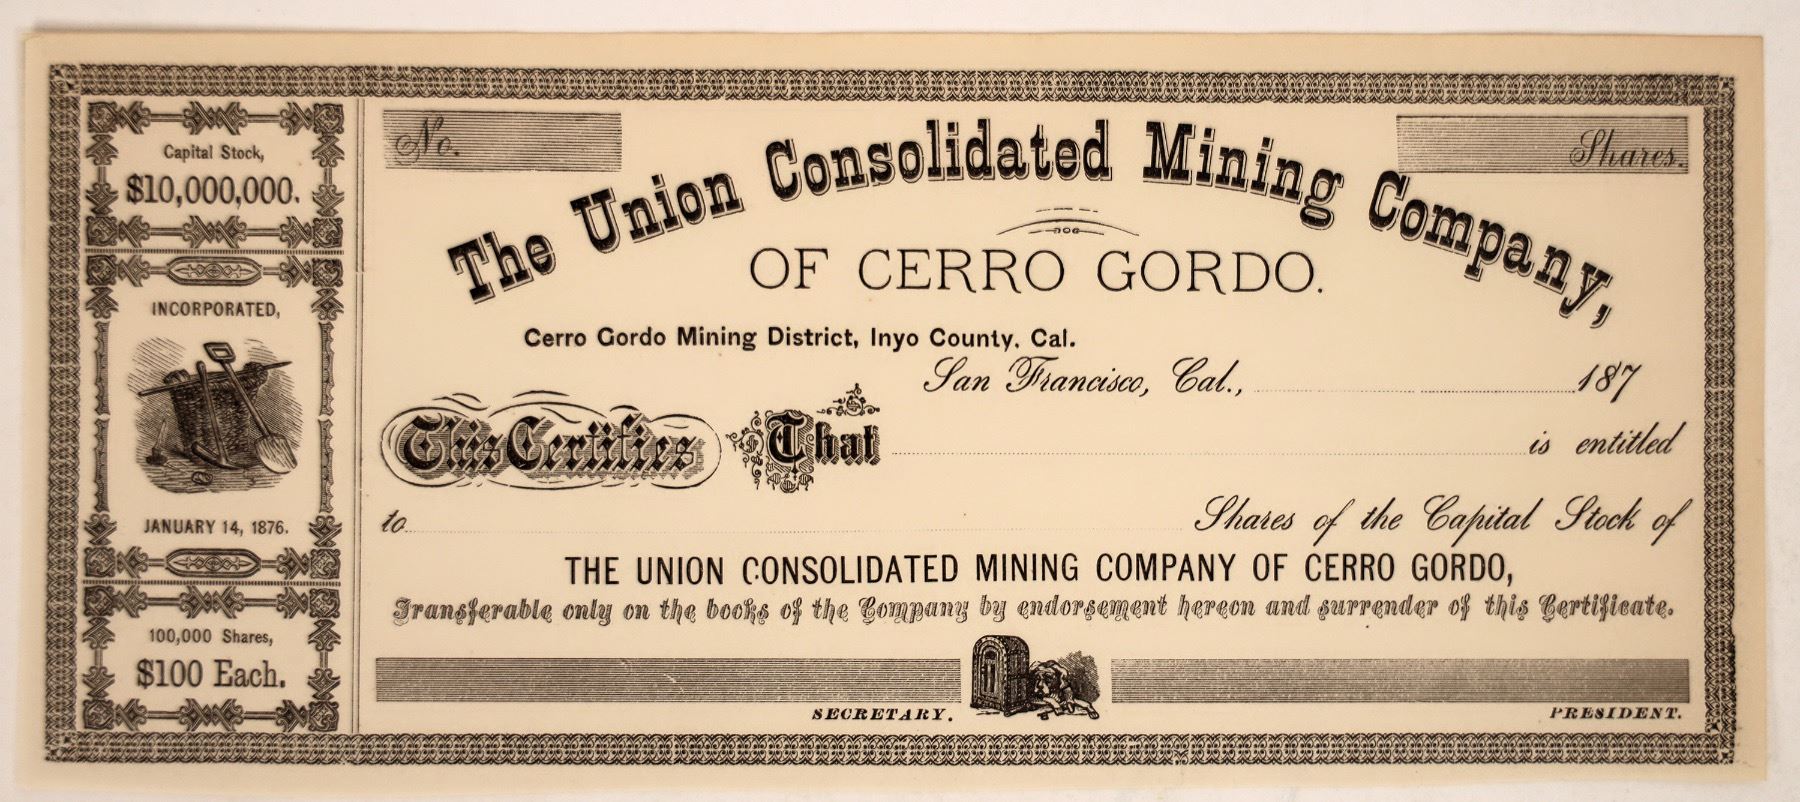 Capital Stock,
$10,000,000.
INCORPORATED,
JANUARY 14, 1876.
100,000 Shares,
$100 Each.
No.
Shares.
The Union Consolidated Mining Company,
OF CERRO GORDO.
Cerro Gordo Mining District, Inyo County, Cal.
San Francisco, Cal., 187
This Certifies That is entitled
to Shares of the Capital Stock of
THE UNION CONSOLIDATED MINING COMPANY OF CERRO GORDO,
Transferable only on the books of the Company by endorsement hereon and surrender of this Certificate.
SECRETARY. PRESIDENT.